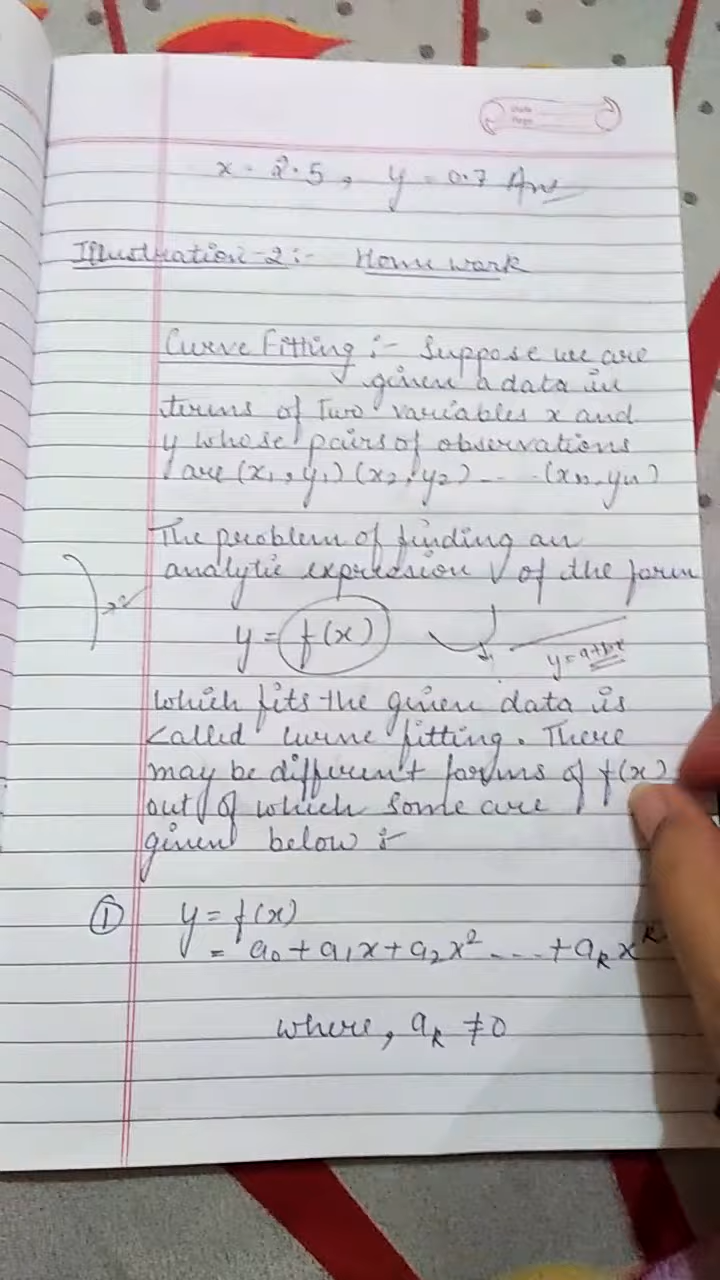 x = 2.5, y = 0.7 Ans
Illustration-2:- Home work
Curve Fitting :- Suppose we are
given a data in
terms of Two variables x and
y whose pairs of observations
are (x₁, y₁) (x₂, y₂) - - - (xn, yn)
The problem of finding an
analytic expression of the form
y = f(x)
y = a+bx
which fits the given data is
called curve fitting. There
may be different forms of f(x)
out of which some are
given below :-
① y = f(x)
= a₀ + a₁x + a₂x² - - - + aₖxᵏ
where, aₖ ≠ 0